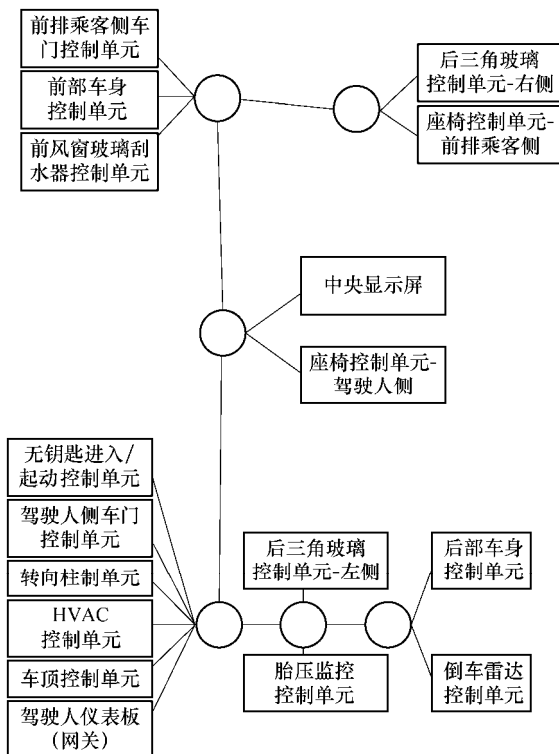 前排乘客侧车
门控制单元
前部车身
控制单元
前风窗玻璃刮
水器控制单元
后三角玻璃
控制单元-右侧
座椅控制单元-
前排乘客侧
中央显示屏
座椅控制单元-
驾驶人侧
无钥匙进入/
起动控制单元
驾驶人侧车门
控制单元
转向柱制单元
HVAC
控制单元
车顶控制单元
驾驶人仪表板
（网关）
后三角玻璃
控制单元-左侧
胎压监控
控制单元
后部车身
控制单元
倒车雷达
控制单元